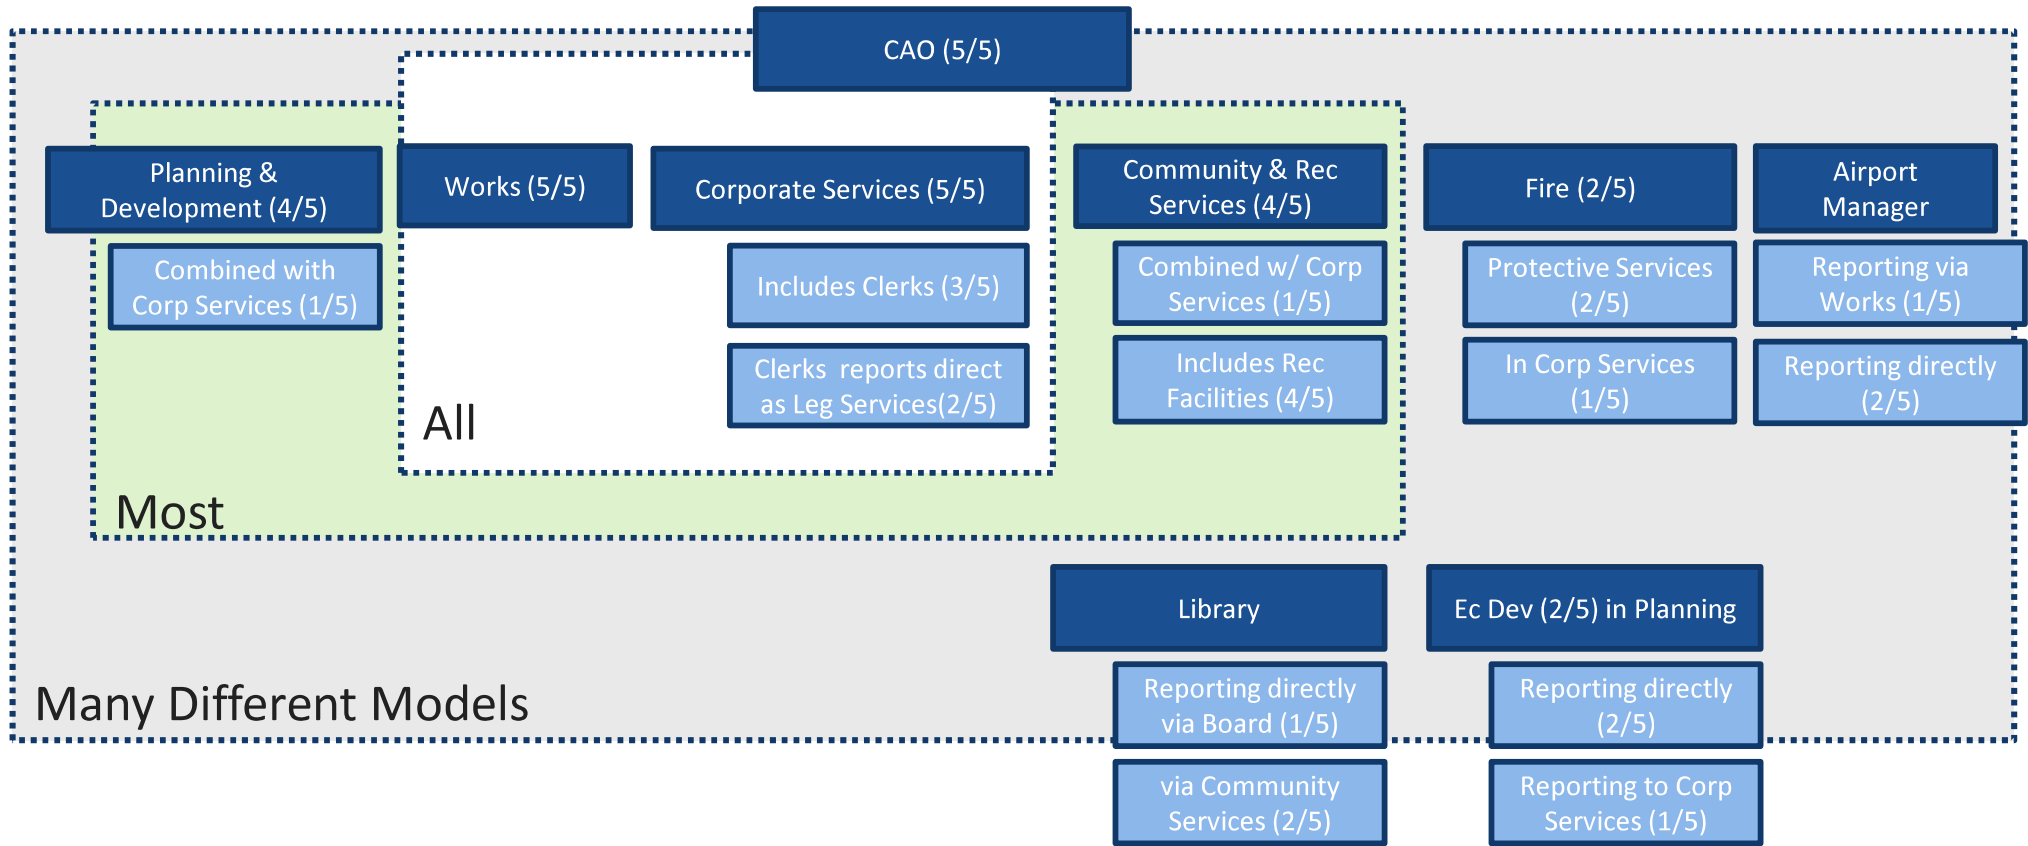 CAO (5/5)
Planning &
Development (4/5)
Combined with
Corp Services (1/5)
Works (5/5)
Corporate Services (5/5)
Includes Clerks (3/5)
Clerks  reports direct
as Leg Services(2/5)
All
Community & Rec
Services (4/5)
Combined w/ Corp
Services (1/5)
Includes Rec
Facilities (4/5)
Most
Fire (2/5)
Protective Services
(2/5)
In Corp Services
(1/5)
Airport
Manager
Reporting via
Works (1/5)
Reporting directly
(2/5)
Library
Reporting directly
via Board (1/5)
via Community
Services (2/5)
Ec Dev (2/5) in Planning
Reporting directly
(2/5)
Reporting to Corp
Services (1/5)
Many Different Models